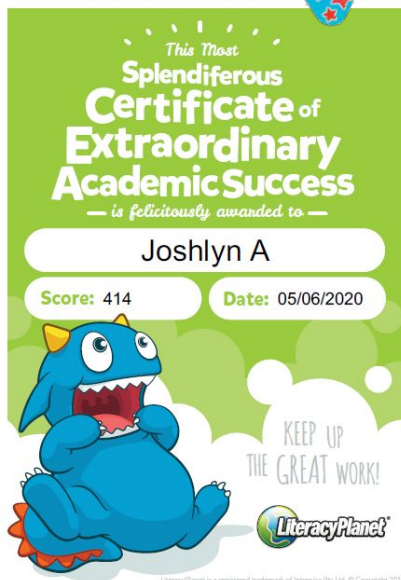 This Most
Splendiferous
Certificate of
Extraordinary
Academic Success
is felicitously awarded to
Joshlyn A
Score: 414
Date: 05/06/2020
KEEP UP
THE GREAT WORK!
LiteracyPlanet